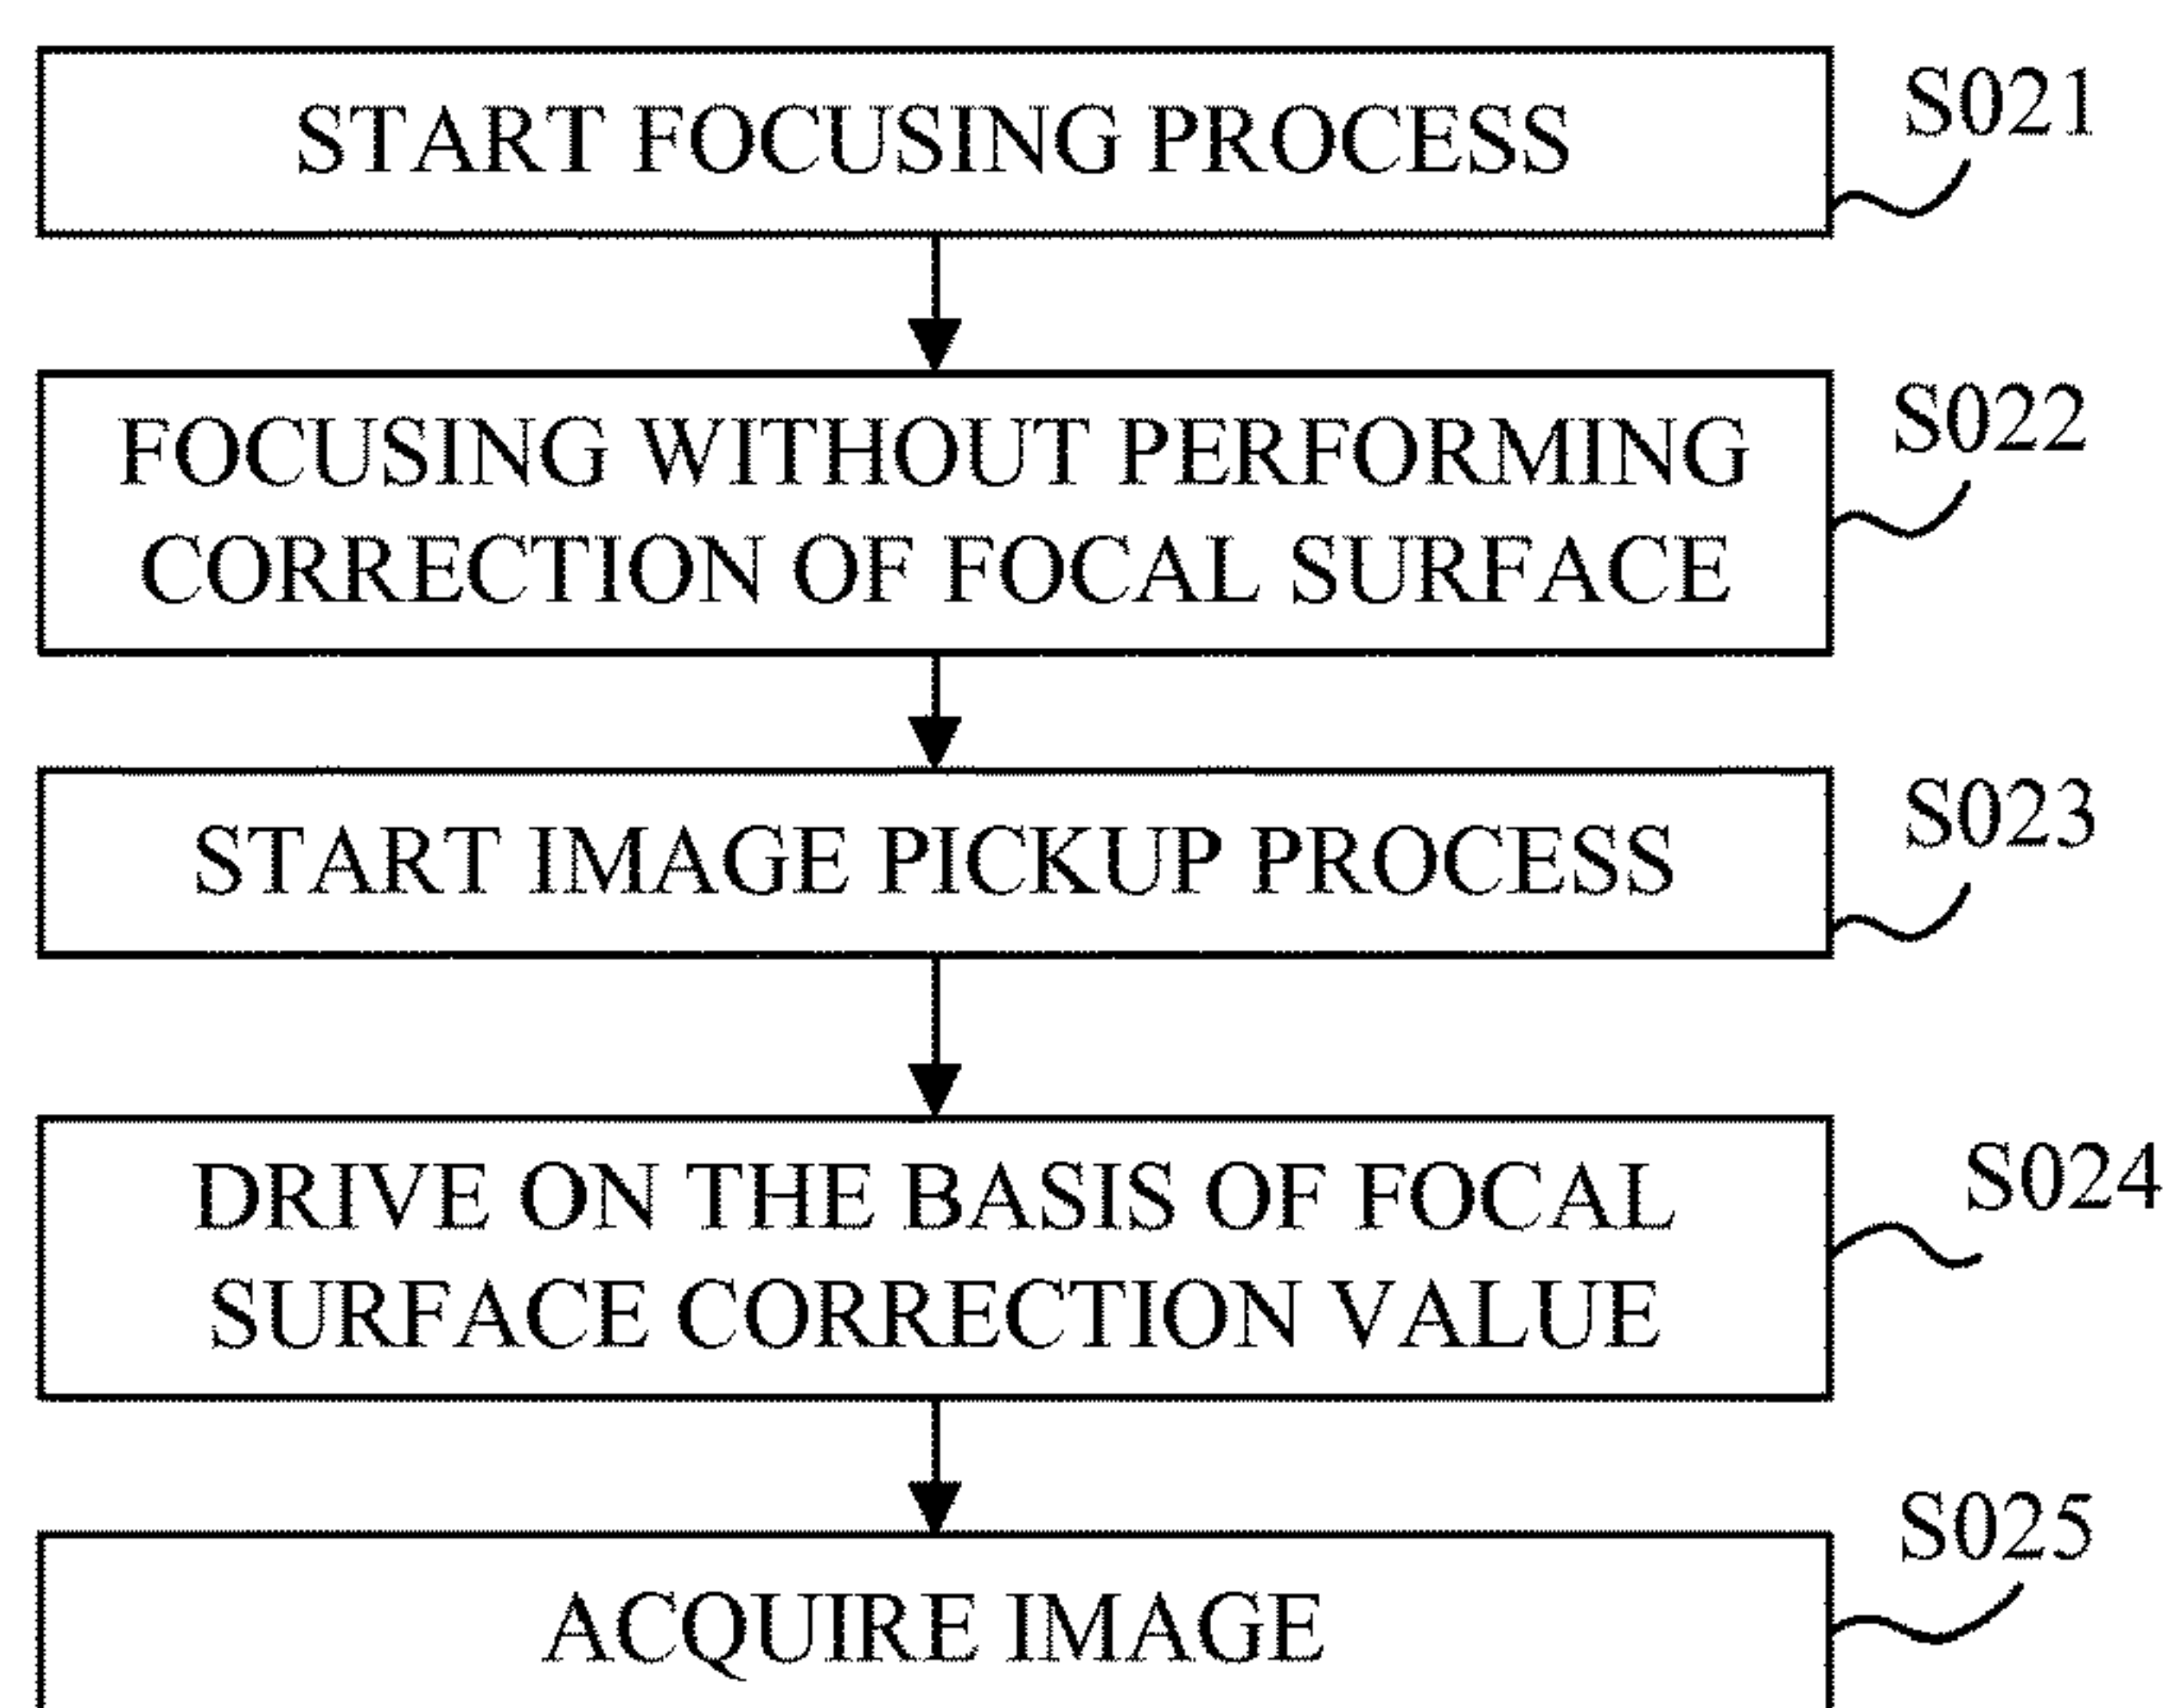 START FOCUSING PROCESS
S021
FOCUSING WITHOUT PERFORMING
CORRECTION OF FOCAL SURFACE
S022
START IMAGE PICKUP PROCESS
S023
DRIVE ON THE BASIS OF FOCAL
SURFACE CORRECTION VALUE
S024
ACQUIRE IMAGE
S025